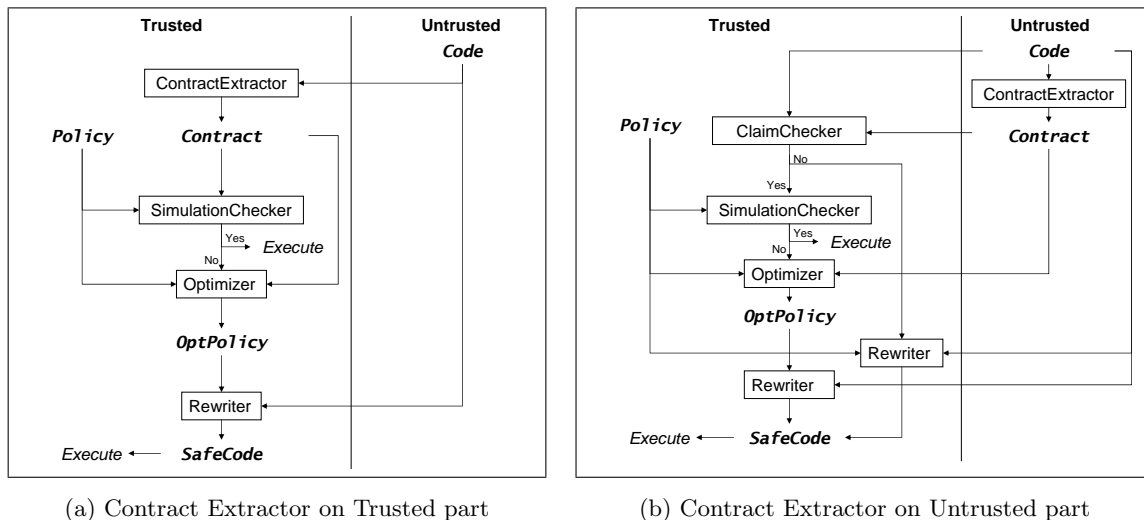 Trusted
Untrusted
Code
ContractExtractor
Policy
Contract
SimulationChecker
Yes
Execute
No
Optimizer
OptPolicy
Rewriter
Execute
SafeCode
(a) Contract Extractor on Trusted part
Trusted
Untrusted
Code
ContractExtractor
Policy
ClaimChecker
Contract
No
Yes
SimulationChecker
Yes
Execute
No
Optimizer
OptPolicy
Rewriter
Rewriter
Execute
SafeCode
(b) Contract Extractor on Untrusted part